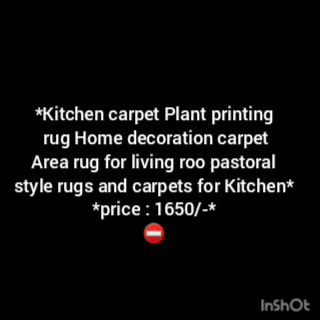 *Kitchen carpet Plant printing
rug Home decoration carpet
Area rug for living roo pastoral
style rugs and carpets for Kitchen*
*price : 1650/-*
InShOt